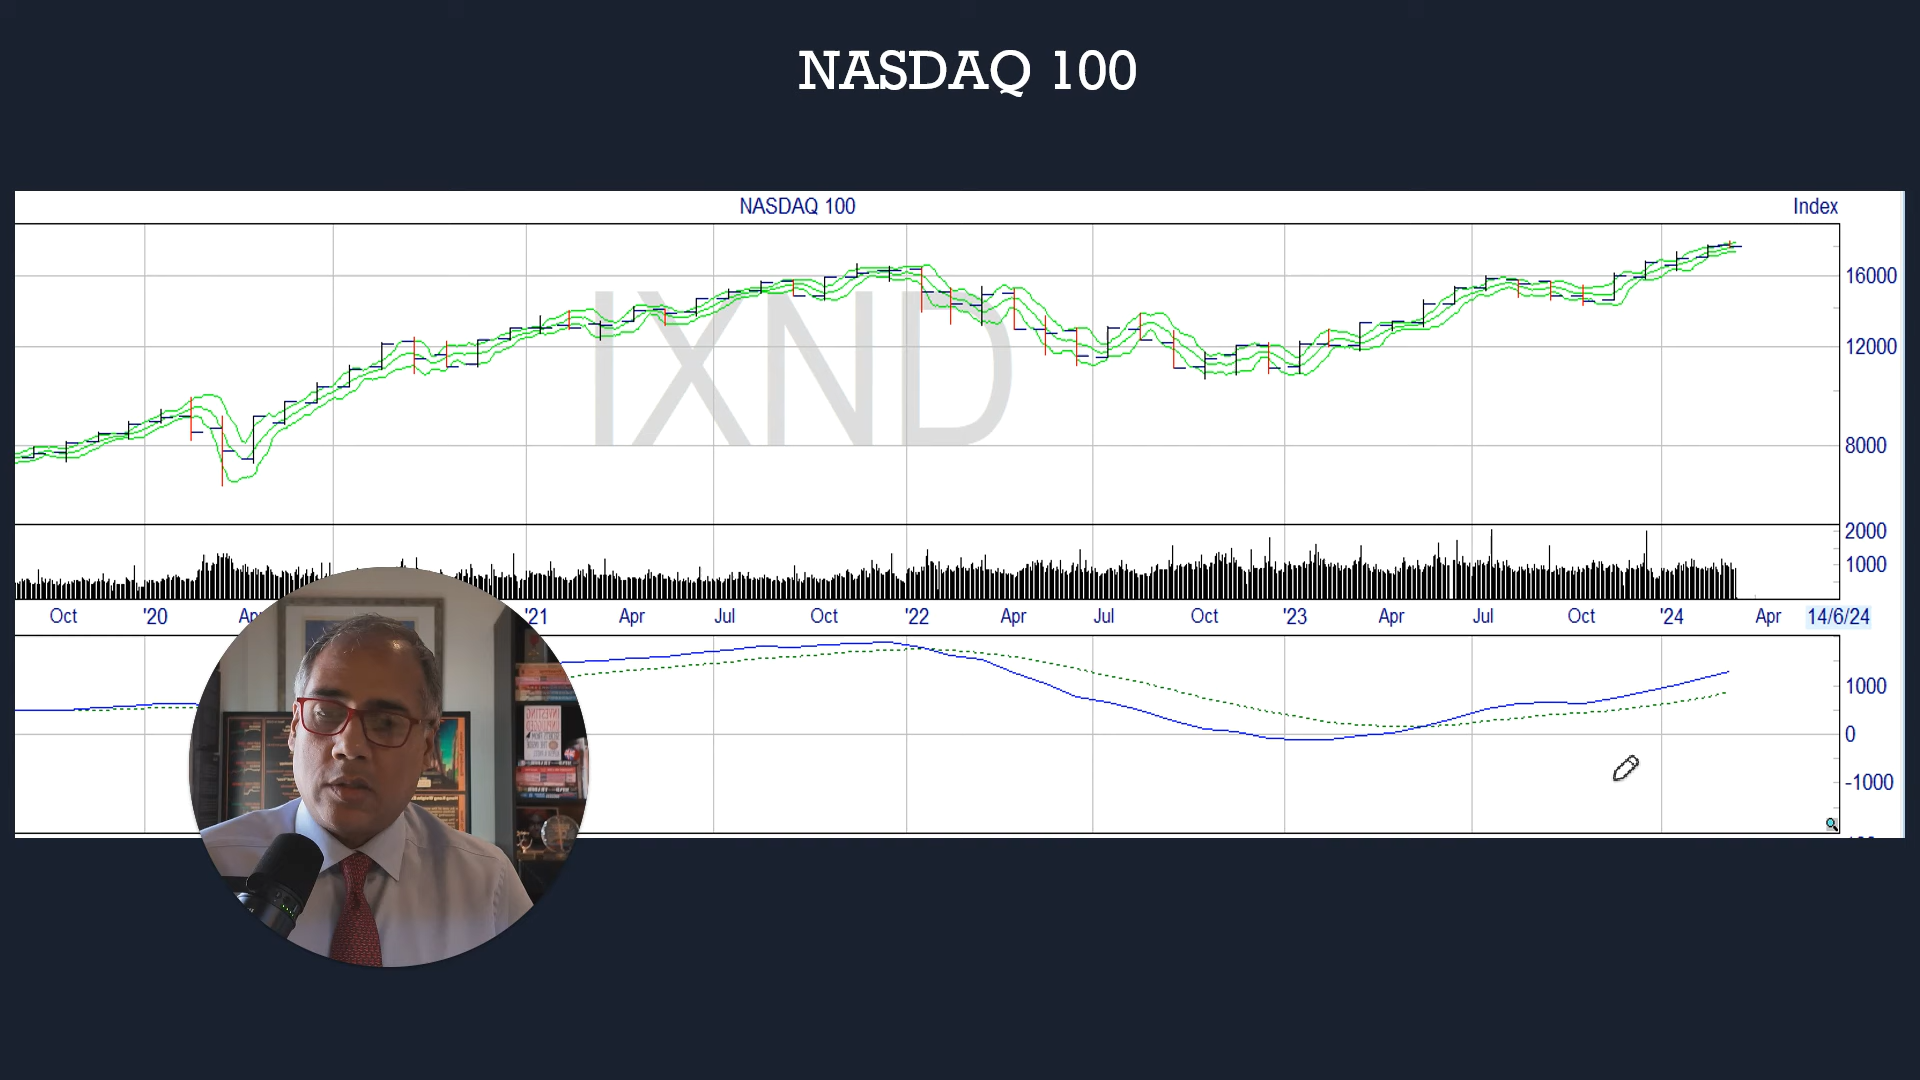 NASDAQ 100
NASDAQ 100
Index
IXND
16000
12000
8000
2000
1000
Oct '20 '21 Apr Jul Oct '22 Apr Jul Oct '23 Apr Jul Oct '24 Apr 14/6/24
1000
0
-1000